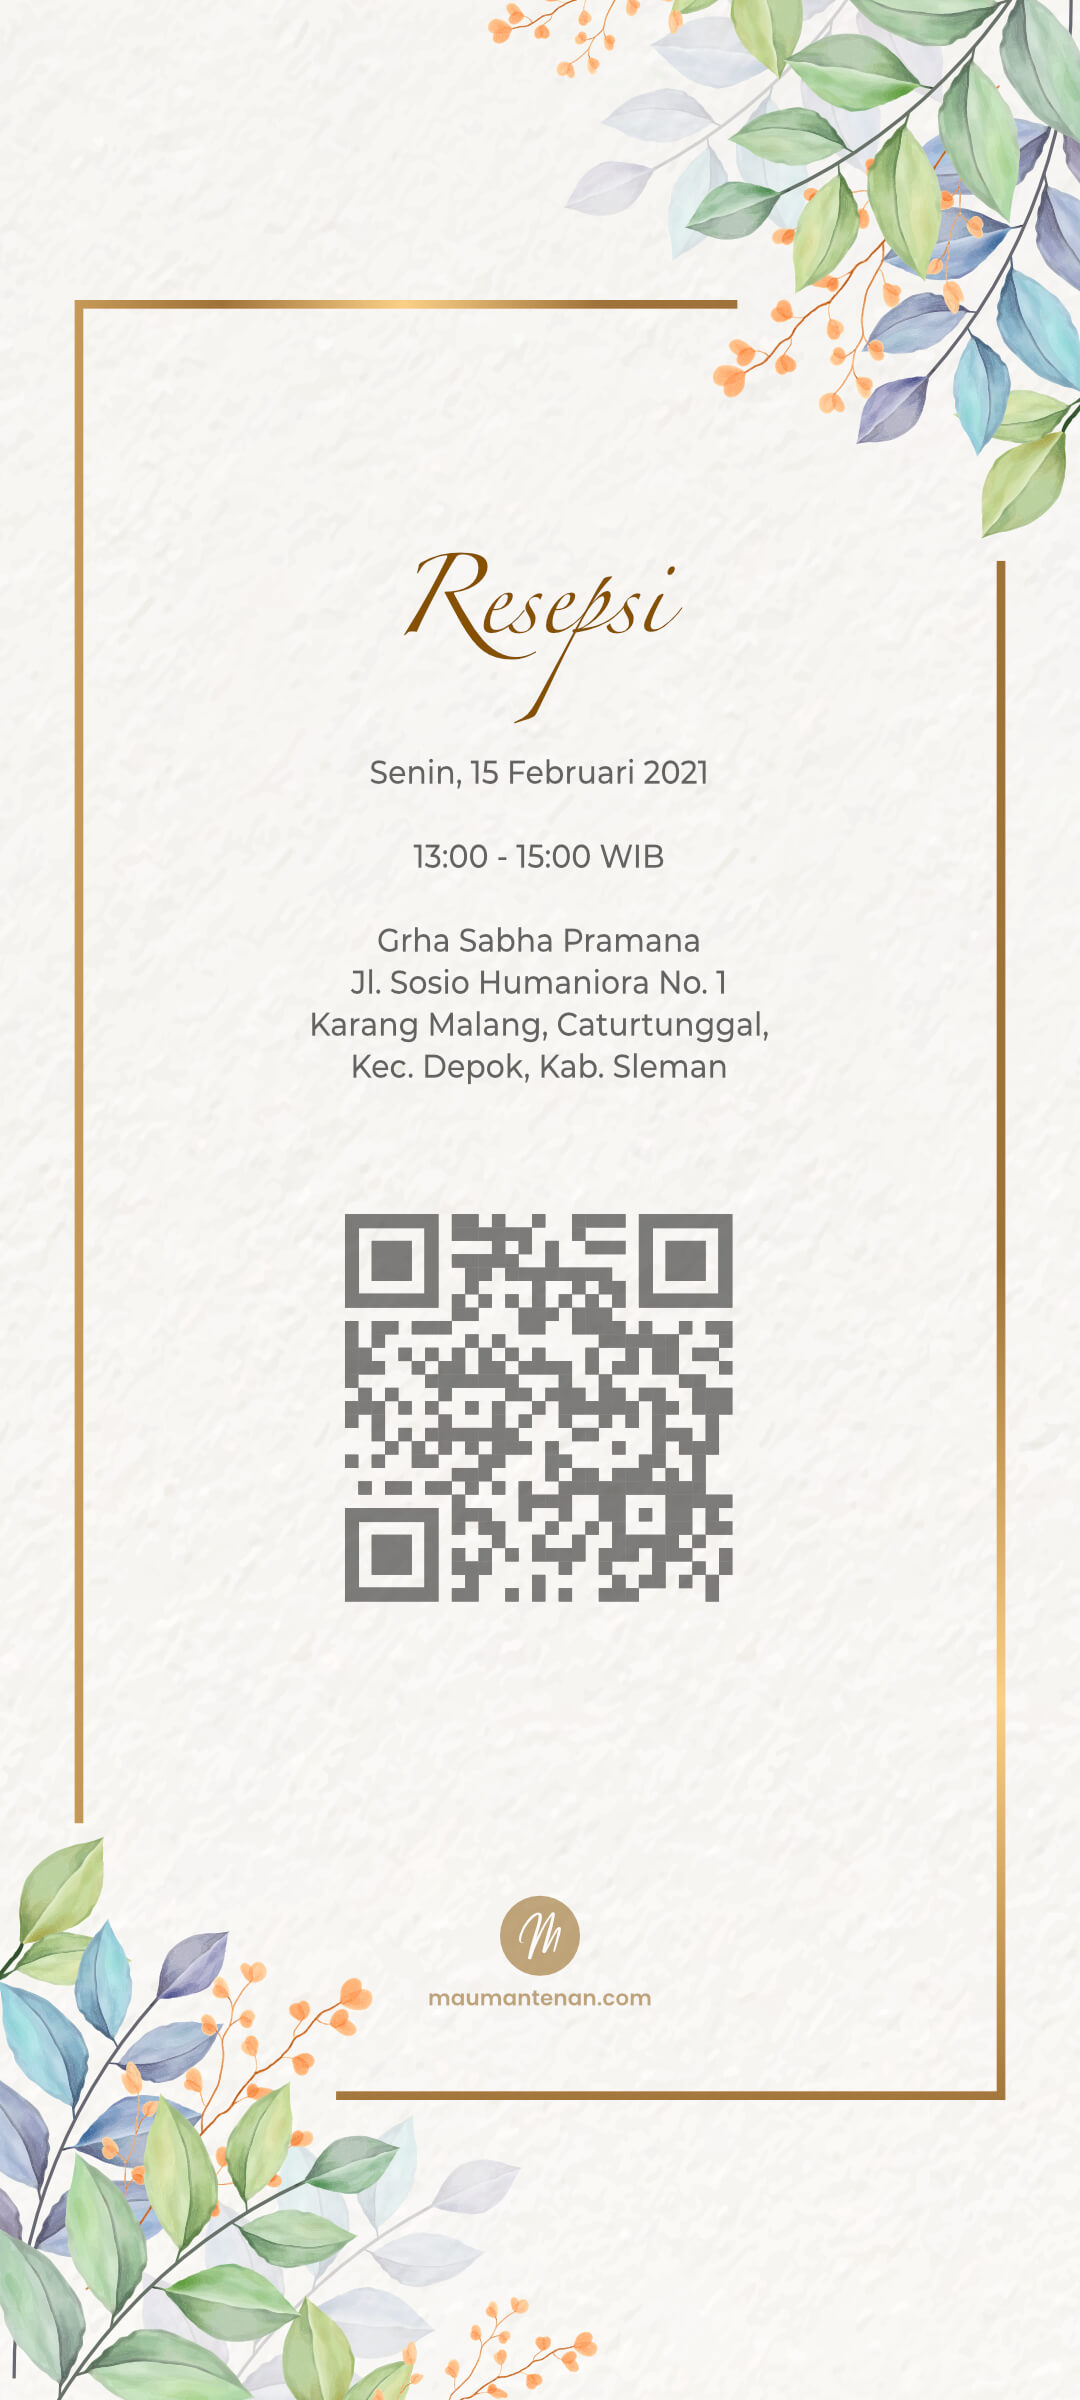 Resepsi
Senin, 15 Februari 2021
13:00 - 15:00 WIB
Grha Sabha Pramana
Jl. Sosio Humaniora No. 1
Karang Malang, Caturtunggal,
Kec. Depok, Kab. Sleman
M
maumantenan.com